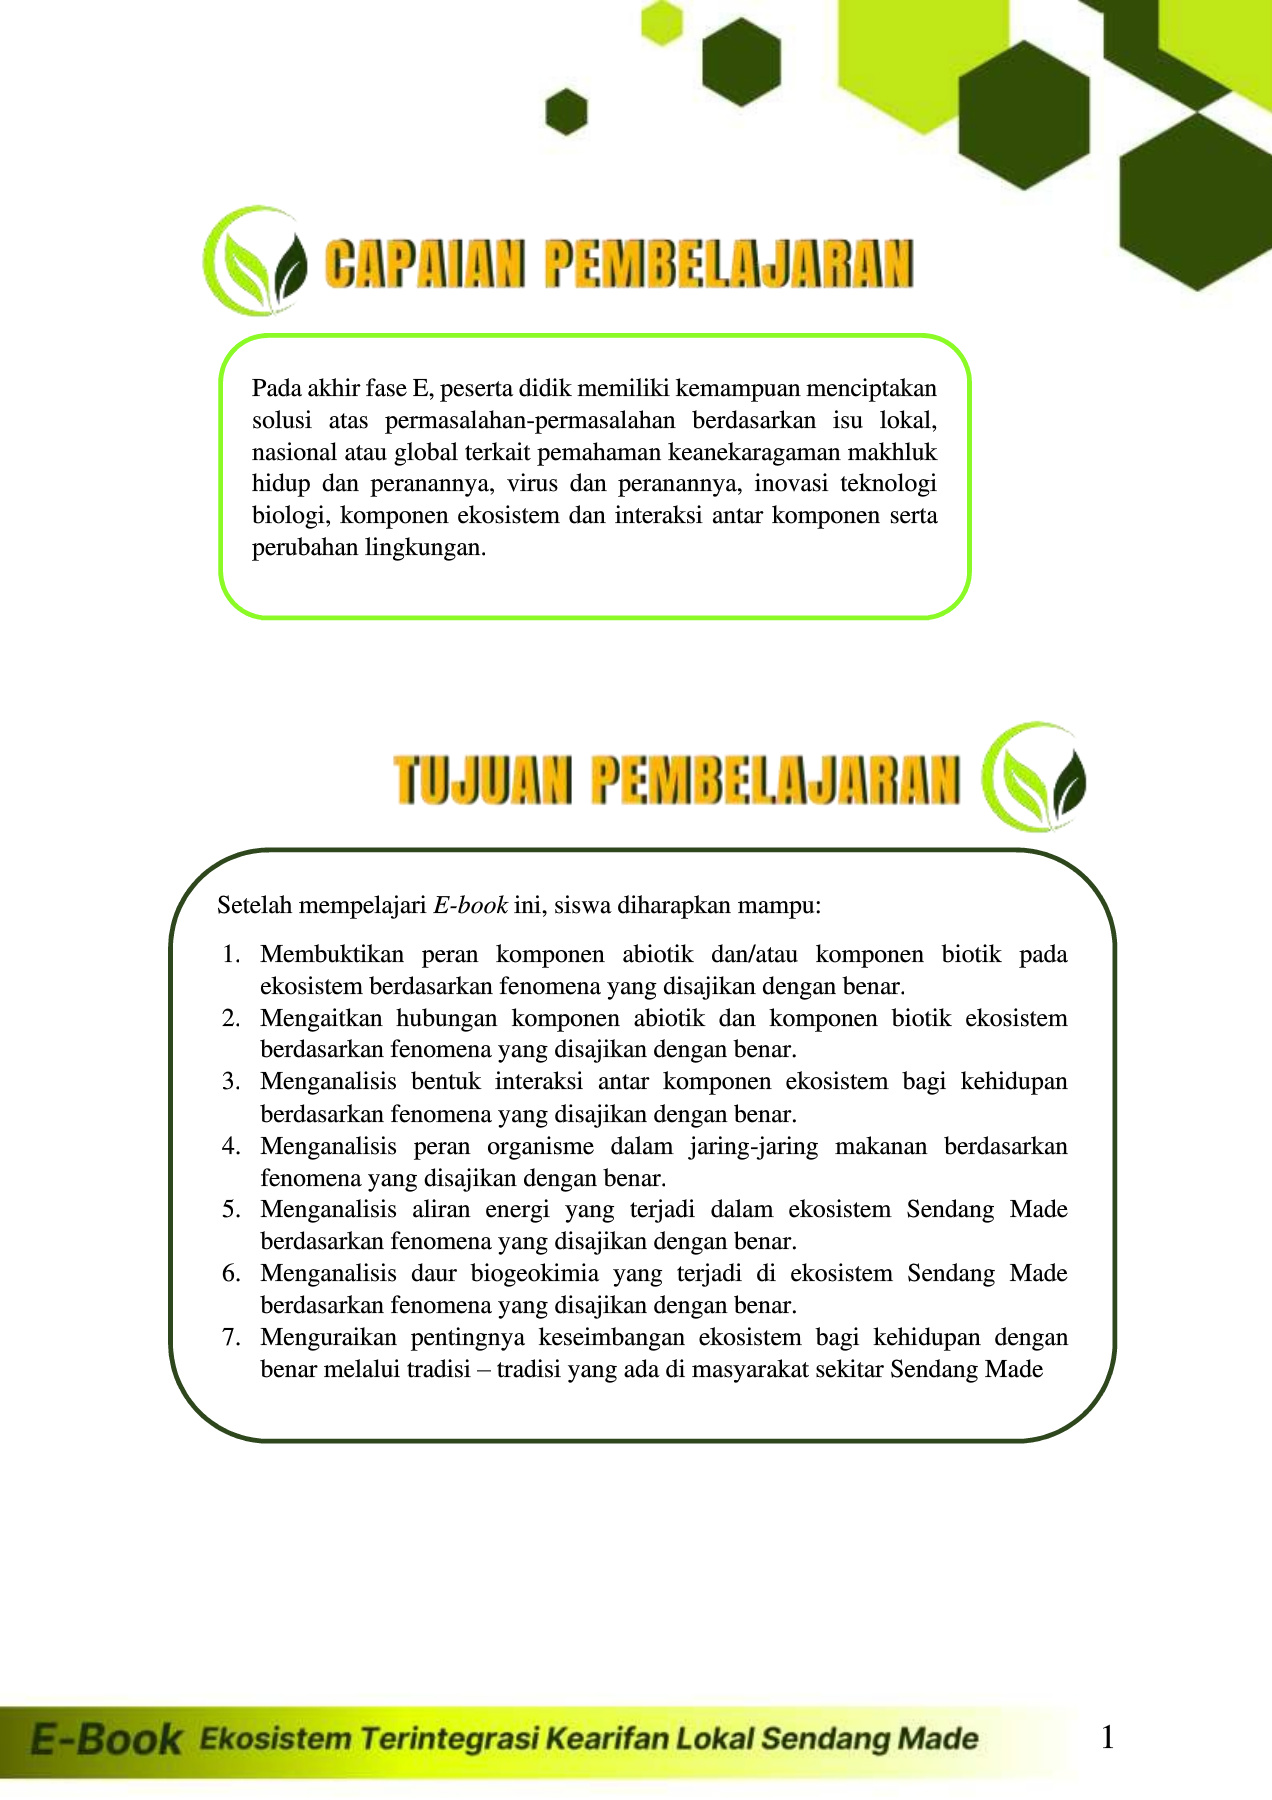 CAPAIAN PEMBELAJARAN
Pada akhir fase E, peserta didik memiliki kemampuan menciptakan
solusi atas permasalahan-permasalahan berdasarkan isu lokal,
nasional atau global terkait pemahaman keanekaragaman makhluk
hidup dan peranannya, virus dan peranannya, inovasi teknologi
biologi, komponen ekosistem dan interaksi antar komponen serta
perubahan lingkungan.
TUJUAN PEMBELAJARAN
Setelah mempelajari E-book ini, siswa diharapkan mampu:
1. Membuktikan peran komponen abiotik dan/atau komponen biotik pada
ekosistem berdasarkan fenomena yang disajikan dengan benar.
2. Mengaitkan hubungan komponen abiotik dan komponen biotik ekosistem
berdasarkan fenomena yang disajikan dengan benar.
3. Menganalisis bentuk interaksi antar komponen ekosistem bagi kehidupan
berdasarkan fenomena yang disajikan dengan benar.
4. Menganalisis peran organisme dalam jaring-jaring makanan berdasarkan
fenomena yang disajikan dengan benar.
5. Menganalisis aliran energi yang terjadi dalam ekosistem Sendang Made
berdasarkan fenomena yang disajikan dengan benar.
6. Menganalisis daur biogeokimia yang terjadi di ekosistem Sendang Made
berdasarkan fenomena yang disajikan dengan benar.
7. Menguraikan pentingnya keseimbangan ekosistem bagi kehidupan dengan
benar melalui tradisi – tradisi yang ada di masyarakat sekitar Sendang Made
E-Book Ekosistem Terintegrasi Kearifan Lokal Sendang Made 1